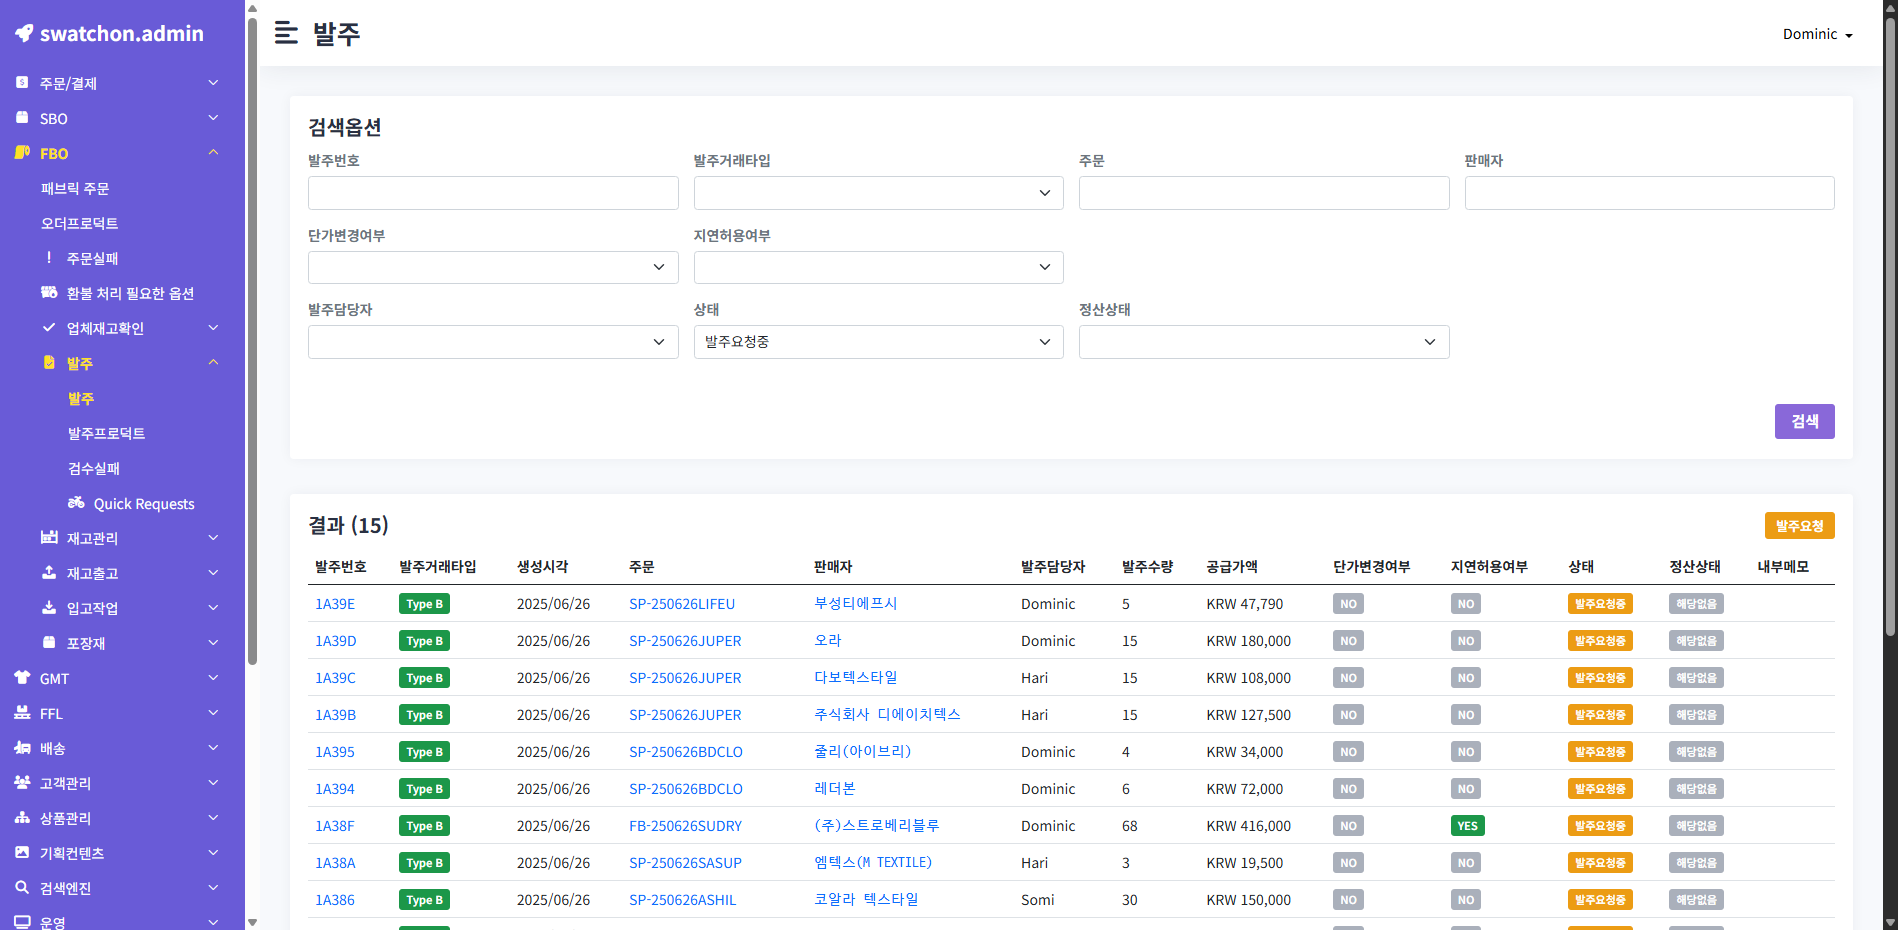 swatchon.admin
주문/결제
SBO
FBO
패브릭 주문
오더프로덕트
주문실패
환불 처리 필요한 옵션
업체재고확인
발주
발주
발주프로덕트
검수실패
Quick Requests
재고관리
재고출고
입고작업
포장재
GMT
FFL
배송
고객관리
상품관리
기획컨텐츠
검색엔진
운영
발주
Dominic
검색옵션
발주번호 발주거래타입 주문 판매자
단가변경여부 지연허용여부
발주담당자 상태 정산상태
발주요청중
검색
결과 (15)
발주요청
발주번호 발주거래타입 생성시각 주문 판매자 발주담당자 발주수량 공급가액 단가변경여부 지연허용여부 상태 정산상태 내부메모
1A39E Type B 2025/06/26 SP-250626LIFEU 부성티에프시 Dominic 5 KRW 47,790 NO NO 발주요청중 해당없음
1A39D Type B 2025/06/26 SP-250626JUPER 오라 Dominic 15 KRW 180,000 NO NO 발주요청중 해당없음
1A39C Type B 2025/06/26 SP-250626JUPER 다보텍스타일 Hari 15 KRW 108,000 NO NO 발주요청중 해당없음
1A39B Type B 2025/06/26 SP-250626JUPER 주식회사 디에이치텍스 Hari 15 KRW 127,500 NO NO 발주요청중 해당없음
1A395 Type B 2025/06/26 SP-250626BDCLO 줄리(아이브리) Dominic 4 KRW 34,000 NO NO 발주요청중 해당없음
1A394 Type B 2025/06/26 SP-250626BDCLO 레더본 Dominic 6 KRW 72,000 NO NO 발주요청중 해당없음
1A38F Type B 2025/06/26 FB-250626SUDRY (주)스트로베리블루 Dominic 68 KRW 416,000 NO YES 발주요청중 해당없음
1A38A Type B 2025/06/26 SP-250626SASUP 엠텍스(M TEXTILE) Hari 3 KRW 19,500 NO NO 발주요청중 해당없음
1A386 Type B 2025/06/26 SP-250626ASHIL 코알라 텍스타일 Somi 30 KRW 150,000 NO NO 발주요청중 해당없음